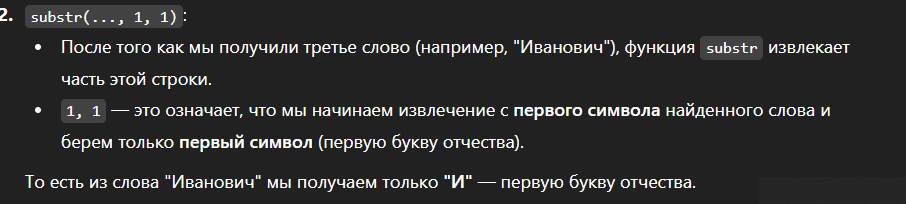 2. substr(..., 1, 1):
• После того как мы получили третье слово (например, "Иванович"), функция substr извлекает
часть этой строки.
• 1, 1 — это означает, что мы начинаем извлечение с первого символа найденного слова и
берем только первый символ (первую букву отчества).
То есть из слова "Иванович" мы получаем только "И" — первую букву отчества.